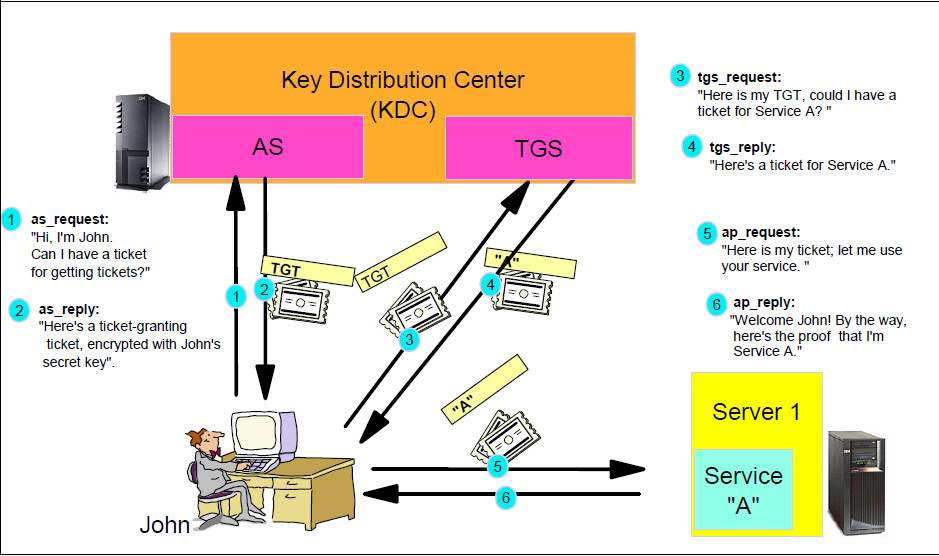 Key Distribution Center
(KDC)
AS
TGS
1 as_request:
"Hi, I'm John.
Can I have a ticket
for getting tickets?"
2 as_reply:
"Here's a ticket-granting
ticket, encrypted with John's
secret key".
3 tgs_request:
"Here is my TGT, could I have a
ticket for Service A? "
4 tgs_reply:
"Here's a ticket for Service A."
5 ap_request:
"Here is my ticket; let me use
your service. "
6 ap_reply:
"Welcome John! By the way,
here's the proof that I'm
Service A."
1
TGT
2
TGT
3
"A"
4
"A"
5
6
John
Server 1
Service
"A"